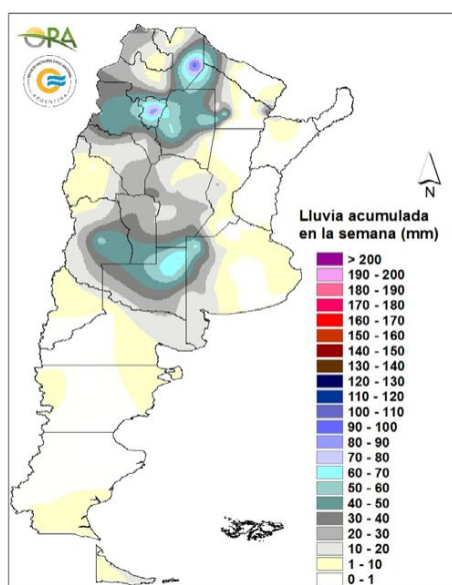 ORA
ARGENTINA
N
Lluvia acumulada
en la semana (mm)
> 200
190 - 200
180 - 190
170 - 180
160 - 170
150 - 160
140 - 150
130 - 140
120 - 130
110 - 120
100 - 110
90 - 100
80 - 90
70 - 80
60 - 70
50 - 60
40 - 50
30 - 40
20 - 30
10 - 20
1 - 10
0 - 1